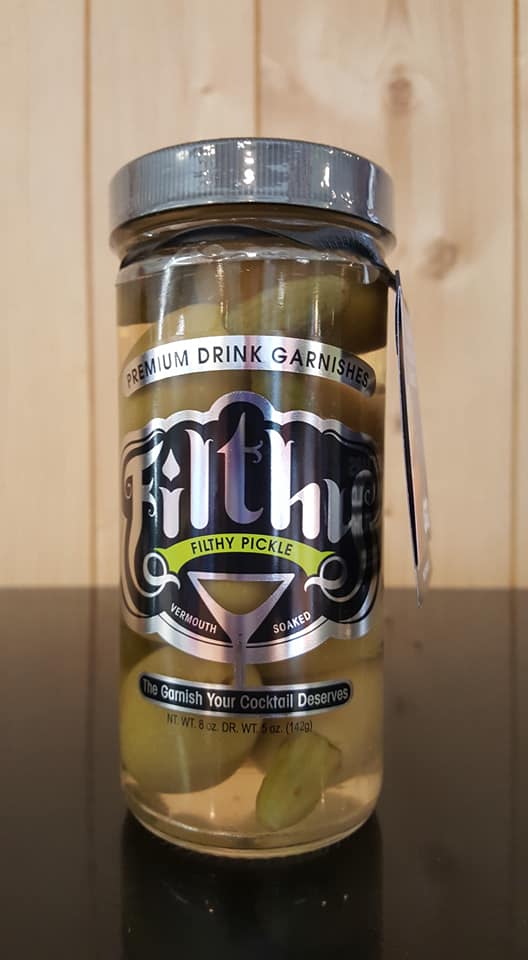 PREMIUM DRINK GARNISHES
Filthy
FILTHY PICKLE
VERMOUTH SOAKED
The Garnish Your Cocktail Deserves
NT. WT. 8 oz. DR. WT. 5 oz. (142g)